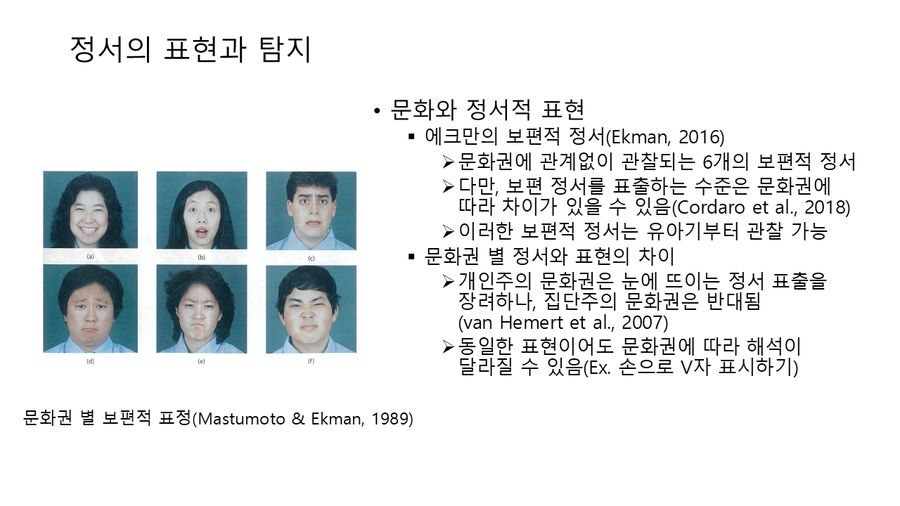 정서의 표현과 탐지
• 문화와 정서적 표현
▪ 에크만의 보편적 정서(Ekman, 2016)
➢문화권에 관계없이 관찰되는 6개의 보편적 정서
➢다만, 보편 정서를 표출하는 수준은 문화권에
따라 차이가 있을 수 있음(Cordaro et al., 2018)
➢이러한 보편적 정서는 유아기부터 관찰 가능
▪ 문화권 별 정서와 표현의 차이
➢개인주의 문화권은 눈에 뜨이는 정서 표출을
장려하나, 집단주의 문화권은 반대됨
(van Hemert et al., 2007)
➢동일한 표현이어도 문화권에 따라 해석이
달라질 수 있음(Ex. 손으로 V자 표시하기)
(a) (b) (c)
(d) (e) (f)
문화권 별 보편적 표정(Mastumoto & Ekman, 1989)